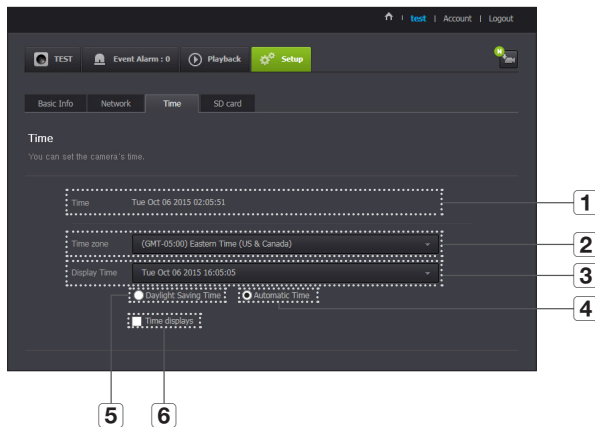 test | Account | Logout
TEST Event Alarm : 0 Playback Setup N
Basic Info Network Time SD card
Time
You can set the camera's time.
Time Tue Oct 06 2015 02:05:51 1
Time zone (GMT-05:00) Eastern Time (US & Canada) 2
Display Time Tue Oct 06 2015 16:05:05 3
Daylight Saving Time Automatic Time 4
Time displays
5 6